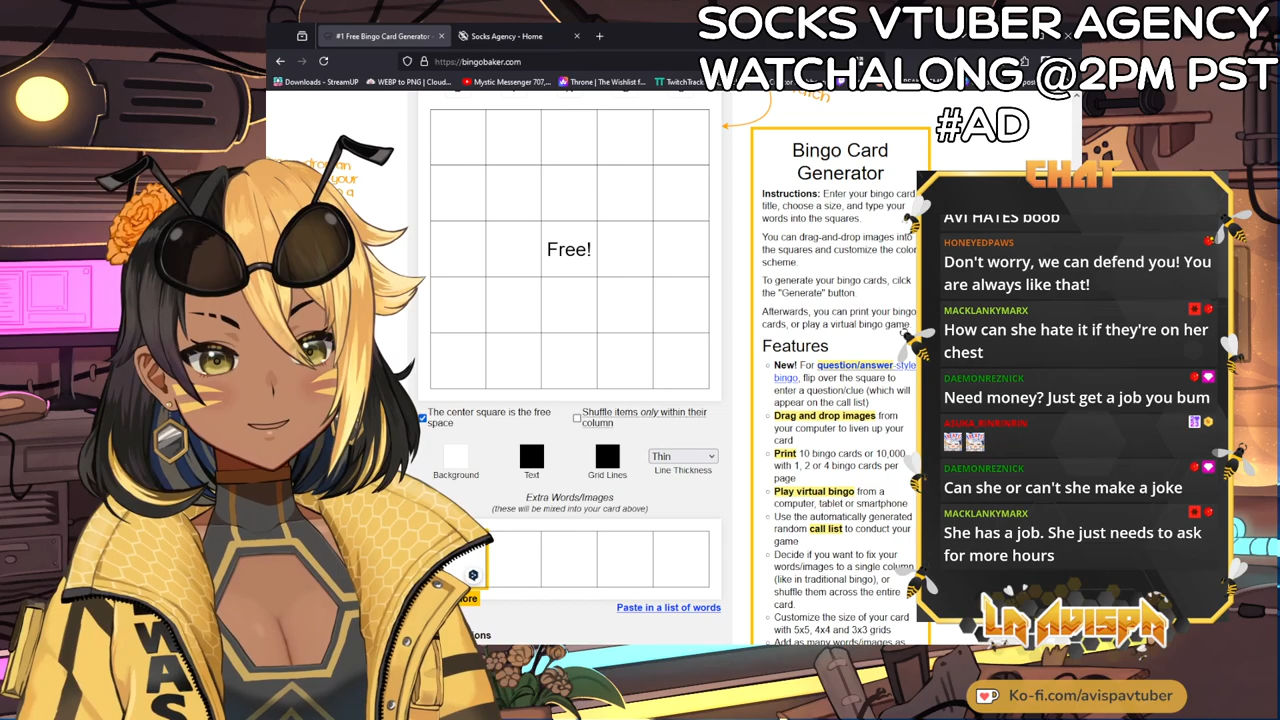 SOCKS VTUBER AGENCY
WATCHALONG @2PM PST
#AD
#1 Free Bingo Card Generator
Socks Agency - Home
https://bingobaker.com
Downloads - StreamUP
WEBP to PNG | Cloud...
Mystic Messenger 707,...
Throne | The Wishlist f...
TwitchTrack
Free!
The center square is the free
space
Shuffle items only within their
column
Background
Text
Grid Lines
Thin
Line Thickness
Extra Words/Images
(these will be mixed into your card above)
Paste in a list of words
Bingo Card
Generator
Instructions: Enter your bingo card
title, choose a size, and type your
words into the squares.
You can drag-and-drop images into
the squares and customize the color
scheme.
To generate your bingo cards, click
the "Generate" button.
Afterwards, you can print your bingo
cards, or play a virtual bingo game.
Features
New! For question/answer-style
bingo, flip over the square to
enter a question/clue (which will
appear on the call list)
Drag and drop images from
your computer to liven up your
card
Print 10 bingo cards or 10,000
with 1, 2 or 4 bingo cards per
page
Play virtual bingo from a
computer, tablet or smartphone
Use the automatically generated
random call list to conduct your
game
Decide if you want to fix your
words/images to a single column
(like in traditional bingo), or
shuffle them across the entire
card.
Customize the size of your card
with 5x5, 4x4 and 3x3 grids
Add as many words/images as
CHAT
AVI HATES boob
HONEYEDPAWS
Don't worry, we can defend you! You
are always like that!
MACKLANKYMARX
How can she hate it if they're on her
chest
DAEMONREZNICK
Need money? Just get a job you bum
ASUKA_RINRINRIN
DAEMONREZNICK
Can she or can't she make a joke
MACKLANKYMARX
She has a job. She just needs to ask
for more hours
LA AVISPA
Ko-fi.com/avispavtuber
WAS